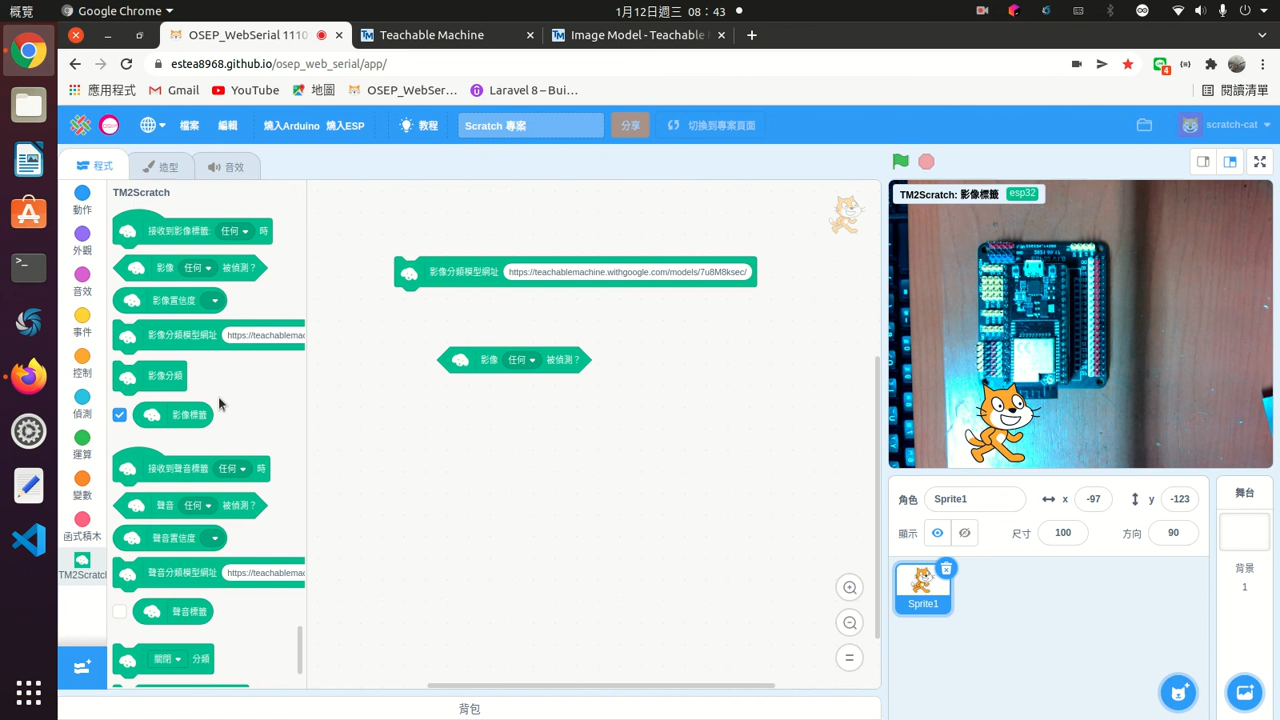 概覽
Google Chrome
1月12日週三 08：43
OSEP_WebSerial 1110
Teachable Machine
Image Model - Teachable
estea8968.github.io/osep_web_serial/app/
4
應用程式
Gmail
YouTube
地圖
OSEP_WebSer…
Laravel 8 – Bui…
閱讀清單
檔案
編輯
燒入Arduino
燒入ESP
教程
Scratch 專案
分享
切換到專案頁面
scratch-cat
程式
造型
音效
動作
外觀
音效
事件
控制
偵測
運算
變數
函式積木
TM2Scratch
TM2Scratch
接收到影像標籤: 任何 時
影像 任何 被偵測？
影像置信度
影像分類模型網址 https://teachablemac
影像分類
影像標籤
接收到聲音標籤 任何 時
聲音 任何 被偵測？
聲音置信度
聲音分類模型網址 https://teachablemac
聲音標籤
關閉 分類
影像分類模型網址 https://teachablemachine.withgoogle.com/models/7u8M8ksec/
影像 任何 被偵測？
背包
TM2Scratch: 影像標籤 esp32
角色 Sprite1 x -97 y -123
顯示 尺寸 100 方向 90
Sprite1
舞台
背景
1